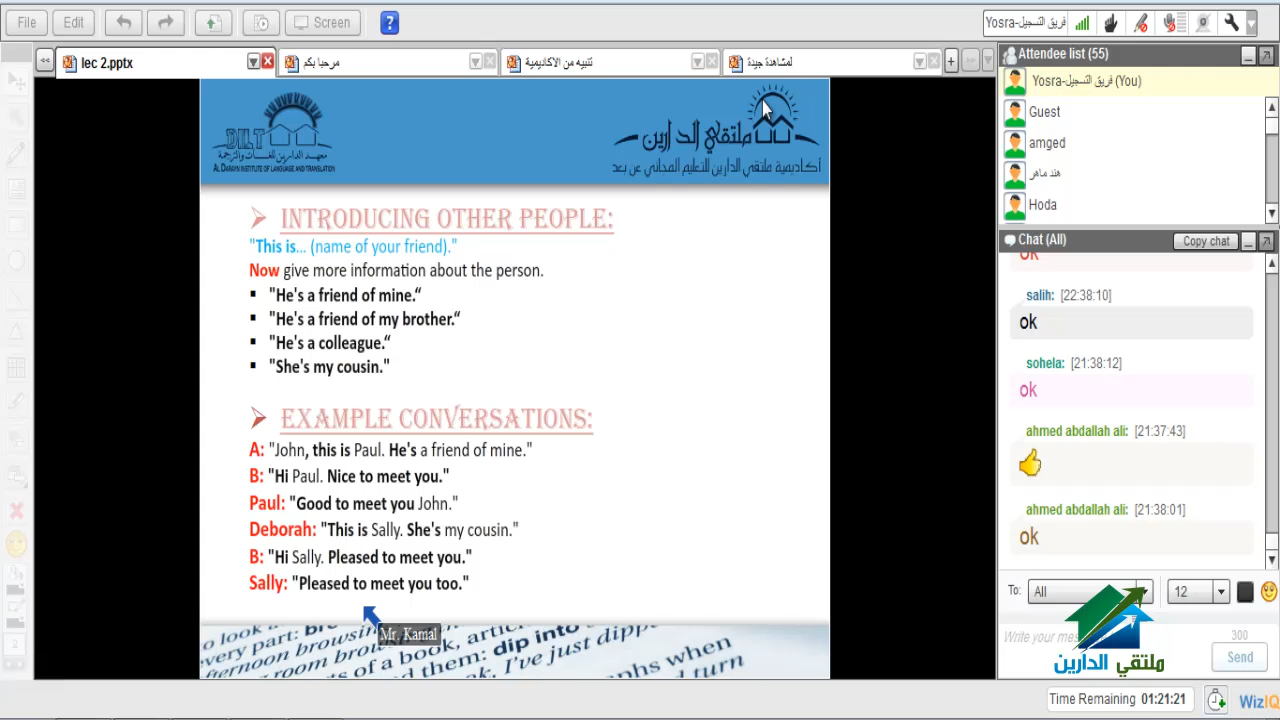 File
Edit
Screen
?
Yosra-فريق التسجيل
<<
lec 2.pptx
مرحبا بكم
تنبيه من الاكاديمية
لمشاهدة جيدة
Attendee list (55)
Yosra-فريق التسجيل (You)
Guest
amged
هند ماهر
Hoda
DILT
معهد الدارين للغات والترجمة
AL DARAYN INSTITUTE OF LANGUAGE AND TRANSLATION
ملتقي الدارين
أكاديمية ملتقي الدارين للتعليم المجاني عن بعد
INTRODUCING OTHER PEOPLE:
"This is... (name of your friend)."
Now give more information about the person.
"He's a friend of mine.“
"He's a friend of my brother.“
"He's a colleague.“
"She's my cousin."
EXAMPLE CONVERSATIONS:
A: "John, this is Paul. He's a friend of mine."
B: "Hi Paul. Nice to meet you."
Paul: "Good to meet you John."
Deborah: "This is Sally. She's my cousin."
B: "Hi Sally. Pleased to meet you."
Sally: "Pleased to meet you too."
Mr. Kamal
Chat (All)
Copy chat
ok
salih: [22:38:10]
ok
sohela: [21:38:12]
ok
ahmed abdallah ali: [21:37:43]
ahmed abdallah ali: [21:38:01]
ok
To:
All
12
Write your mes
300
Send
ملتقي الدارين
Time Remaining 01:21:21
WizIQ